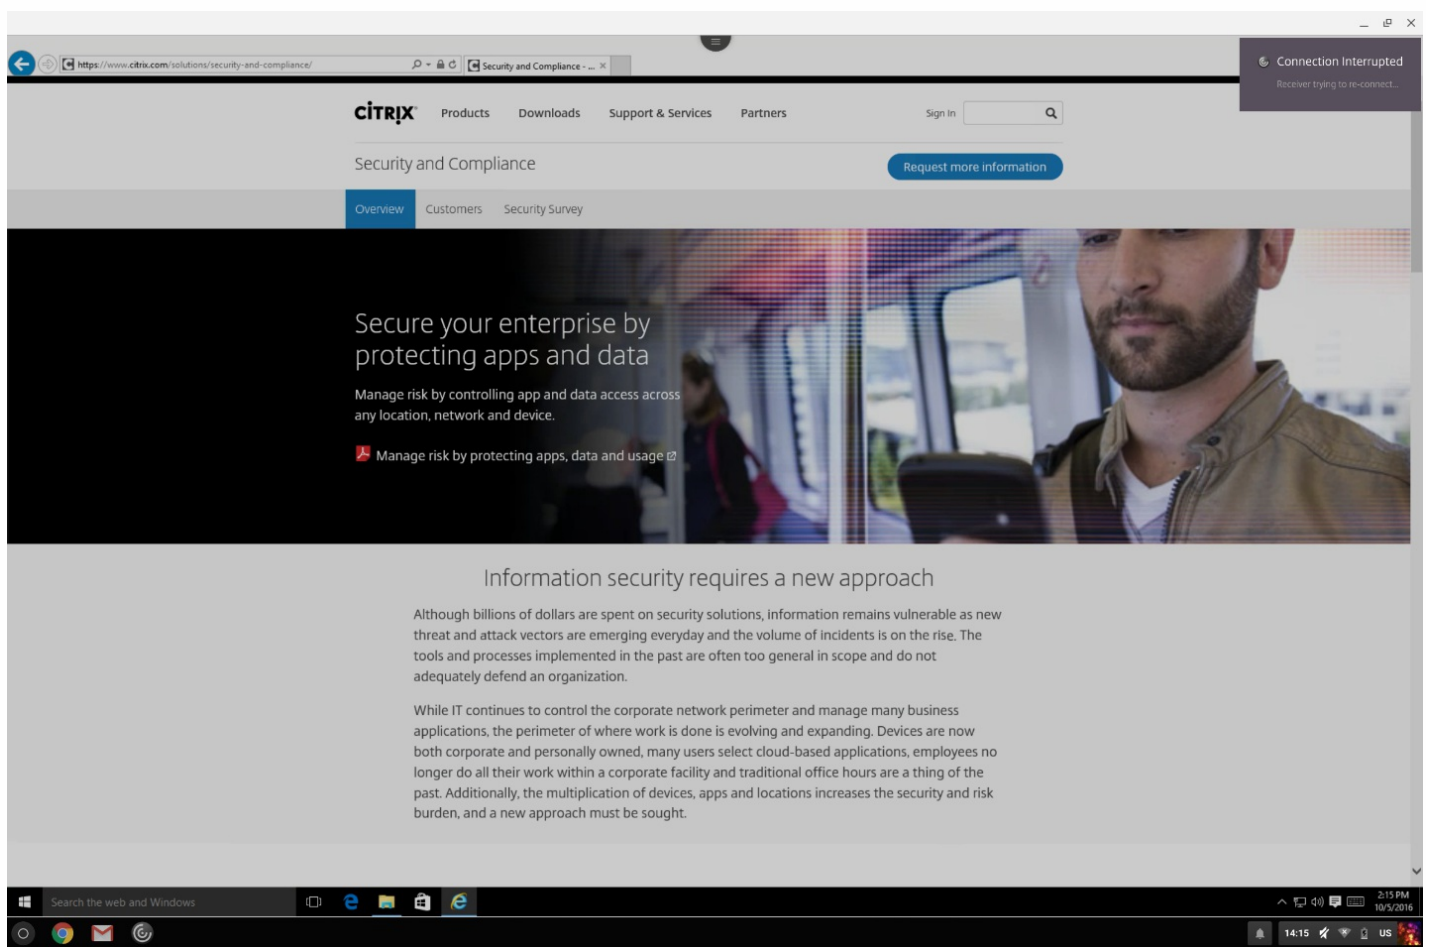 https://www.citrix.com/solutions/security-and-compliance/
Security and Compliance - ...
Connection Interrupted
Receiver trying to re-connect...
CİTRIX
Products
Downloads
Support & Services
Partners
Sign In
Security and Compliance
Request more information
Overview
Customers
Security Survey
Secure your enterprise by
protecting apps and data
Manage risk by controlling app and data access across
any location, network and device.
Manage risk by protecting apps, data and usage
Information security requires a new approach
Although billions of dollars are spent on security solutions, information remains vulnerable as new
threat and attack vectors are emerging everyday and the volume of incidents is on the rise. The
tools and processes implemented in the past are often too general in scope and do not
adequately defend an organization.
While IT continues to control the corporate network perimeter and manage many business
applications, the perimeter of where work is done is evolving and expanding. Devices are now
both corporate and personally owned, many users select cloud-based applications, employees no
longer do all their work within a corporate facility and traditional office hours are a thing of the
past. Additionally, the multiplication of devices, apps and locations increases the security and risk
burden, and a new approach must be sought.
Search the web and Windows
2:15 PM
10/5/2016
14:15
US